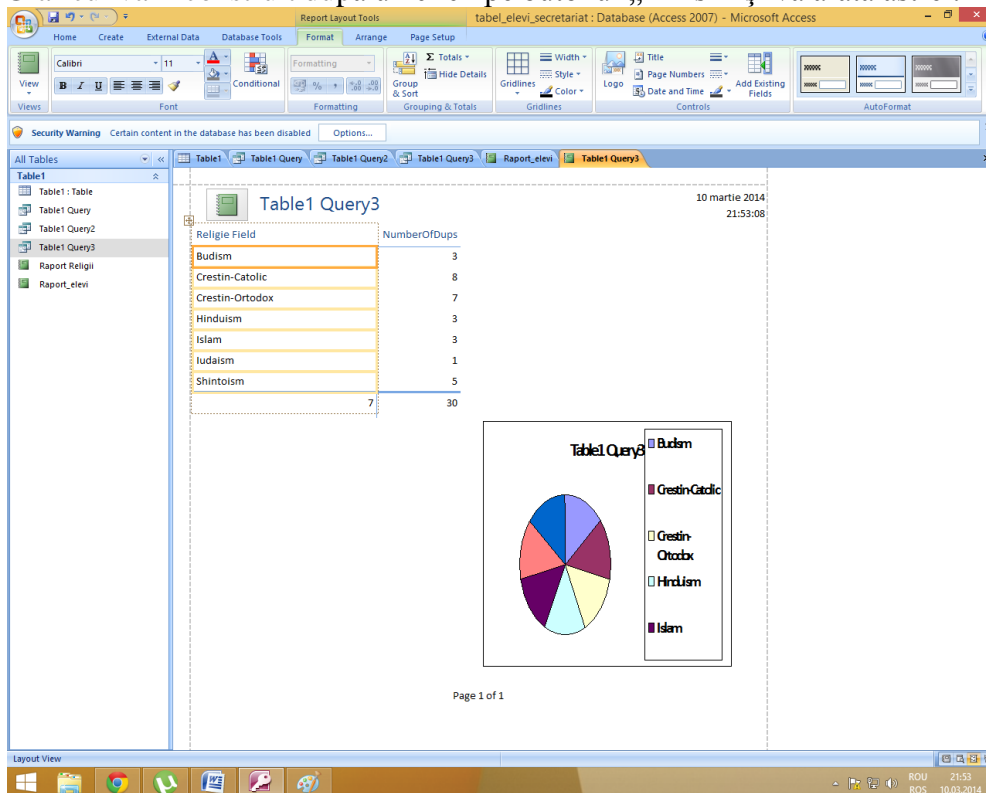 Report Layout Tools
tabel_elevi_secretariat : Database (Access 2007) - Microsoft Access
Home Create External Data Database Tools Format Arrange Page Setup
View
Views
Calibri 11
B I U
Font
Conditional
Formatting
Formatting
Group & Sort
Σ Totals
Hide Details
Grouping & Totals
Gridlines
Width
Style
Color
Gridlines
Logo
Title
Page Numbers
Date and Time
Add Existing Fields
Controls
AutoFormat
Security Warning Certain content in the database has been disabled Options...
All Tables
Table1
Table1 : Table
Table1 Query
Table1 Query2
Table1 Query3
Raport Religii
Raport_elevi
Table1 Table1 Query Table1 Query2 Table1 Query3 Raport_elevi Table1 Query3
Table1 Query3
10 martie 2014
21:53:08
Religie Field NumberOfDups
Budism 3
Crestin-Catolic 8
Crestin-Ortodox 7
Hinduism 3
Islam 3
Iudaism 1
Shintoism 5
7 30
Table1 Query3
Budism
Crestin-Catolic
Crestin-
Ortodox
Hinduism
Islam
Page 1 of 1
Layout View
ROU 21:53
ROS 10.03.2014